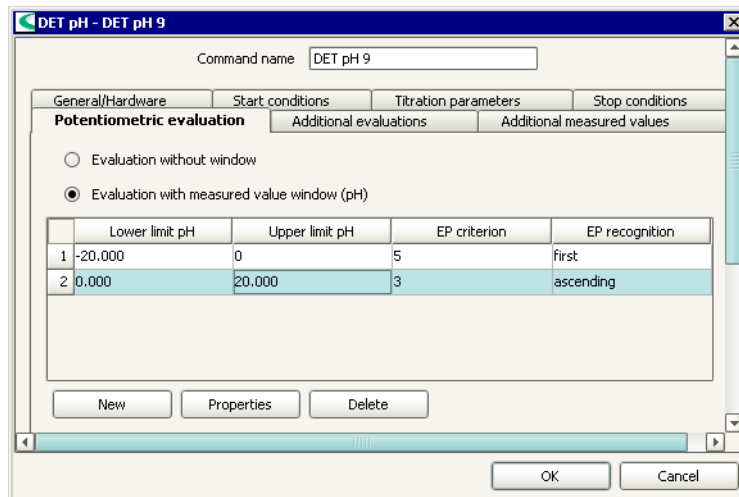 DET pH - DET pH 9
Command name DET pH 9
General/Hardware Start conditions Titration parameters Stop conditions
Potentiometric evaluation Additional evaluations Additional measured values
Evaluation without window
Evaluation with measured value window (pH)
Lower limit pH Upper limit pH EP criterion EP recognition
1 -20.000 0 5 first
2 0.000 20.000 3 ascending
New Properties Delete
OK Cancel